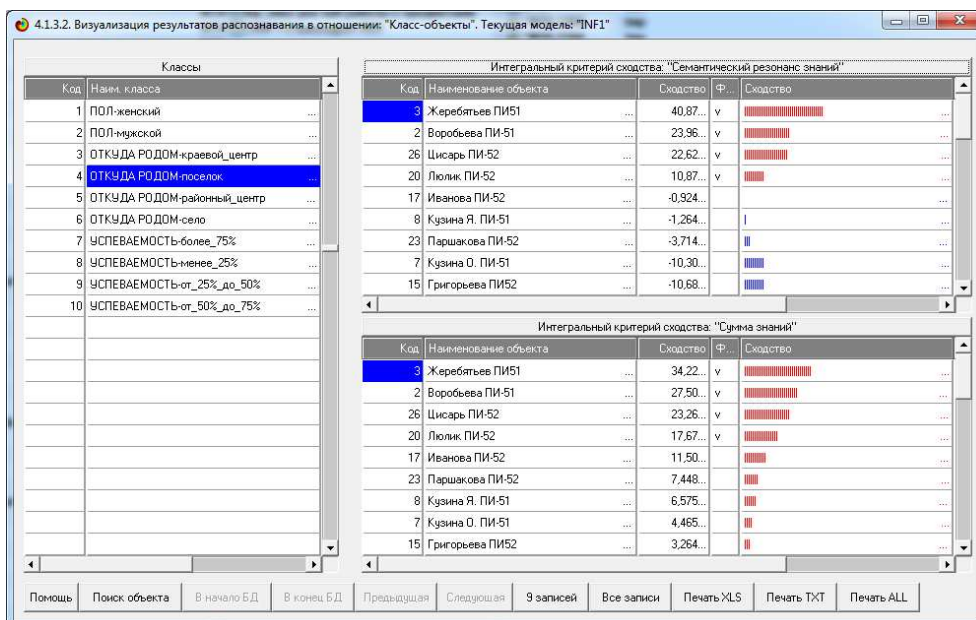 4.1.3.2. Визуализация результатов распознавания в отношении: "Класс-объекты". Текущая модель: "INF1"
Классы
Код Наим. класса
1 ПОЛ-женский ...
2 ПОЛ-мужской ...
3 ОТКУДА РОДОМ-краевой_центр ...
4 ОТКУДА РОДОМ-поселок ...
5 ОТКУДА РОДОМ-районный_центр ...
6 ОТКУДА РОДОМ-село ...
7 УСПЕВАЕМОСТЬ-более_75% ...
8 УСПЕВАЕМОСТЬ-менее_25% ...
9 УСПЕВАЕМОСТЬ-от_25%_до_50% ...
10 УСПЕВАЕМОСТЬ-от_50%_до_75% ...
Интегральный критерий сходства: "Семантический резонанс знаний"
Код Наименование объекта Сходство Ф... Сходство
3 Жеребятьев ПИ51 ... 40,87... v ...
2 Воробьева ПИ-51 ... 23,96... v ...
26 Цисарь ПИ-52 ... 22,62... v ...
20 Люлик ПИ-52 ... 10,87... v ...
17 Иванова ПИ-52 ... -0,924... ...
8 Кузина Я. ПИ-51 ... -1,264... ...
23 Паршакова ПИ-52 ... -3,714... ...
7 Кузина О. ПИ-51 ... -10,30... ...
15 Григорьева ПИ52 ... -10,68... ...
Интегральный критерий сходства: "Сумма знаний"
Код Наименование объекта Сходство Ф... Сходство
3 Жеребятьев ПИ51 ... 34,22... v ...
2 Воробьева ПИ-51 ... 27,50... v ...
26 Цисарь ПИ-52 ... 23,26... v ...
20 Люлик ПИ-52 ... 17,67... v ...
17 Иванова ПИ-52 ... 11,50... ...
23 Паршакова ПИ-52 ... 7,448... ...
8 Кузина Я. ПИ-51 ... 6,575... ...
7 Кузина О. ПИ-51 ... 4,465... ...
15 Григорьева ПИ52 ... 3,264... ...
Помощь Поиск объекта В начало БД В конец БД Предыдущая Следующая 9 записей Все записи Печать XLS Печать TXT Печать ALL